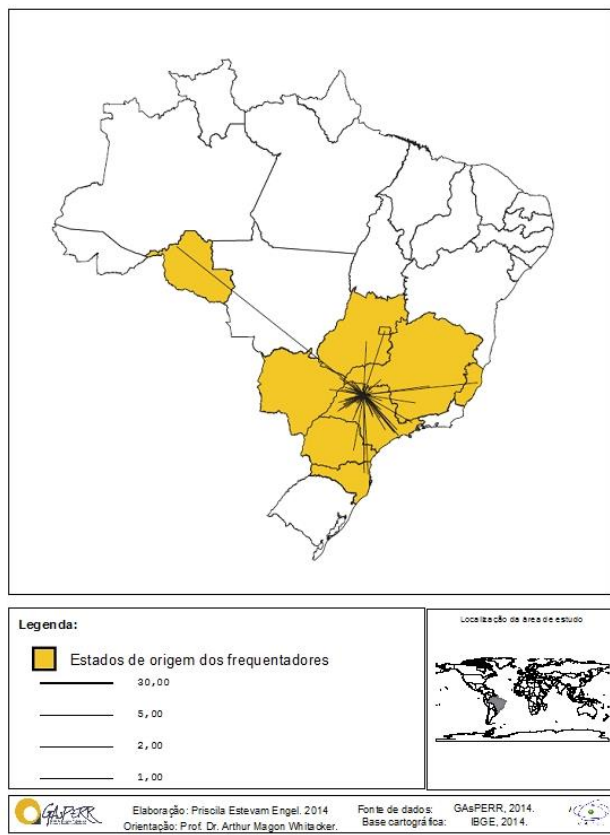 Legenda:
Estados de origem dos frequentadores
30,00
5,00
2,00
1,00
Localização da área de estudo
GAsPERR
Elaboração: Priscila Estevam Engel. 2014
Orientação: Prof. Dr. Arthur Magon Whitacker.
Fonte de dados: GAsPERR, 2014.
Base cartográfica: IBGE, 2014.